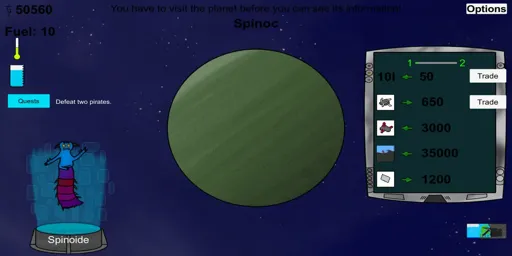 50560
You have to visit the planet before you can see its information.
Options
Spinoc
Fuel: 10
1 2
10l 50 Trade
650 Trade
Quests Defeat two pirates.
3000
35000
1200
Spinoide